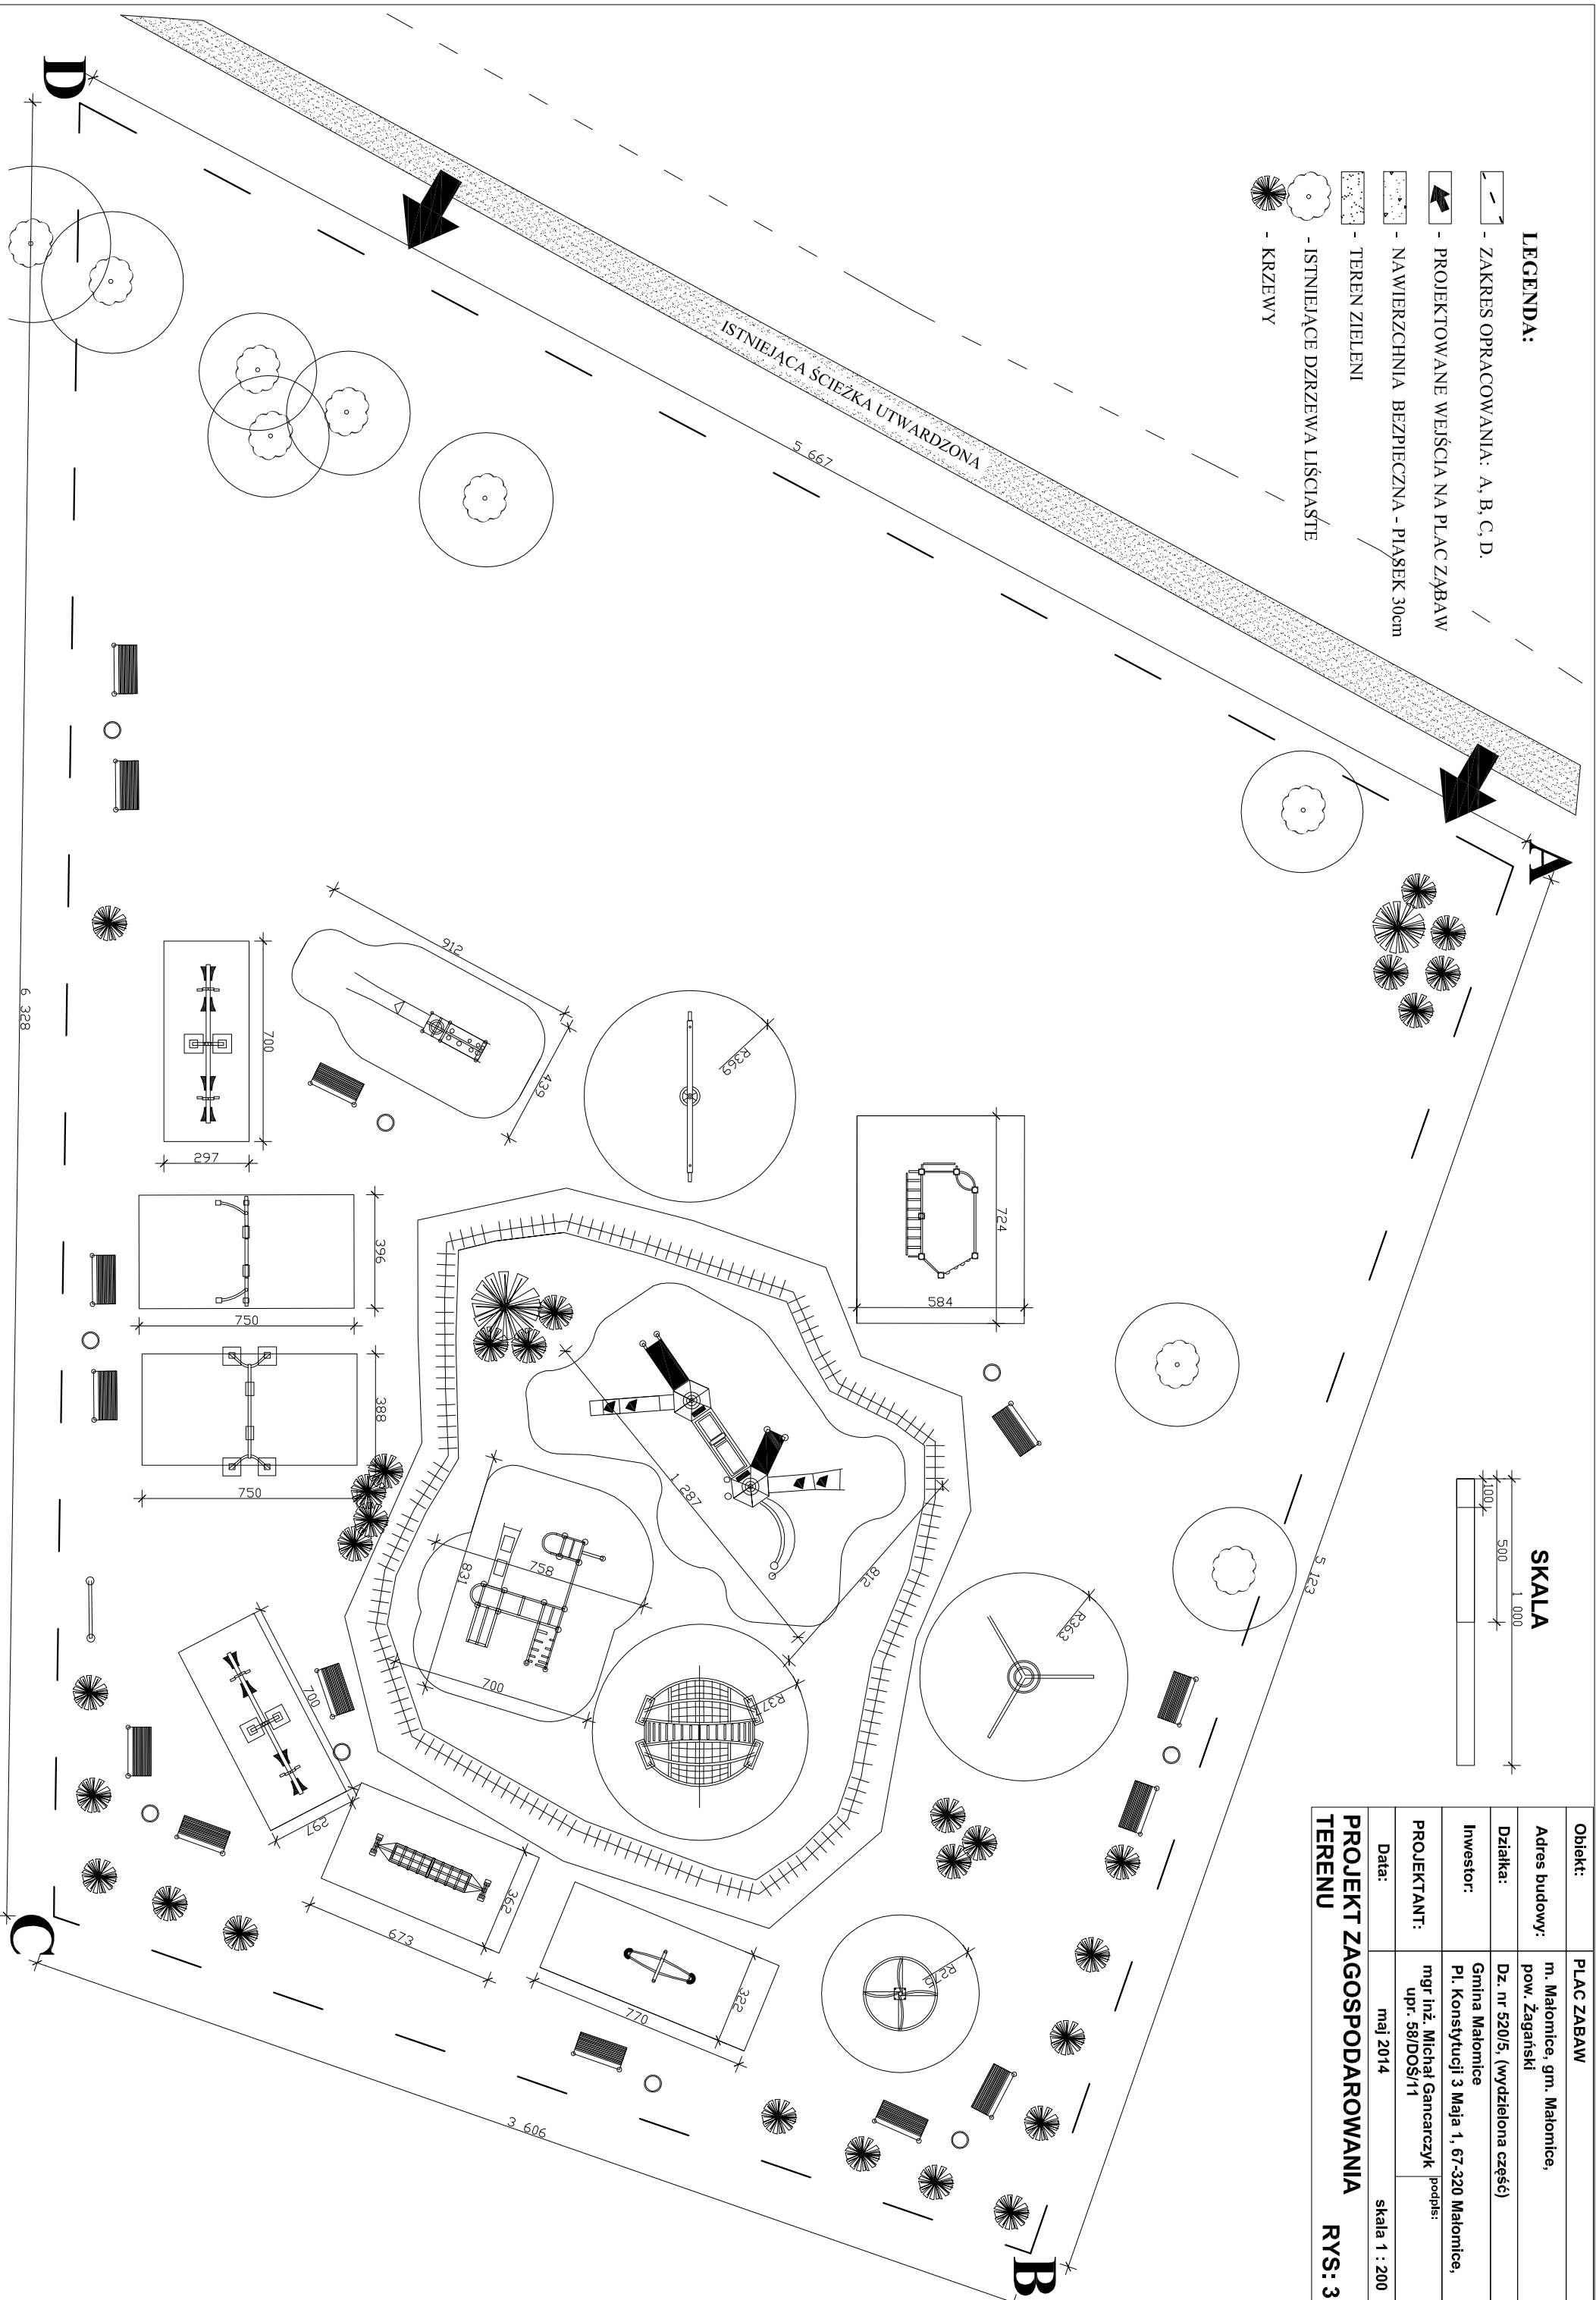 LEGENDA:
- ZAKRES OPRACOWANIA: A, B, C, D.
- PROJEKTOWANE WEJŚCIA NA PLAC ZABAW
- NAWIERZCHNIA BEZPIECZNA - PIASEK 30cm
- TEREN ZIELENI
- ISTNIEJĄCE DZRZEWA LIŚCIASTE
- KRZEWY
SKALA
1 000
500
100
Obiekt: PLAC ZABAW
Adres budowy: m. Małomice, gm. Małomice,
pow. Żagański
Działka: Dz. nr 520/5, (wydzielona część)
Inwestor: Gmina Małomice
Pl. Konstytucji 3 Maja 1, 67-320 Małomice,
PROJEKTANT: mgr inż. Michał Gancarczyk
upr. 58/DOŚ/11
podpis:
Data: maj 2014 skala 1 : 200
PROJEKT ZAGOSPODAROWANIA
TERENU RYS: 3
A
B
C
D
ISTNIEJĄCA ŚCIEŻKA UTWARDZONA
5 667
5 123
3 606
6 328
912
439
R369
724
584
700
297
396
750
388
750
1 287
812
758
831
700
R363
700
297
362
673
322
770